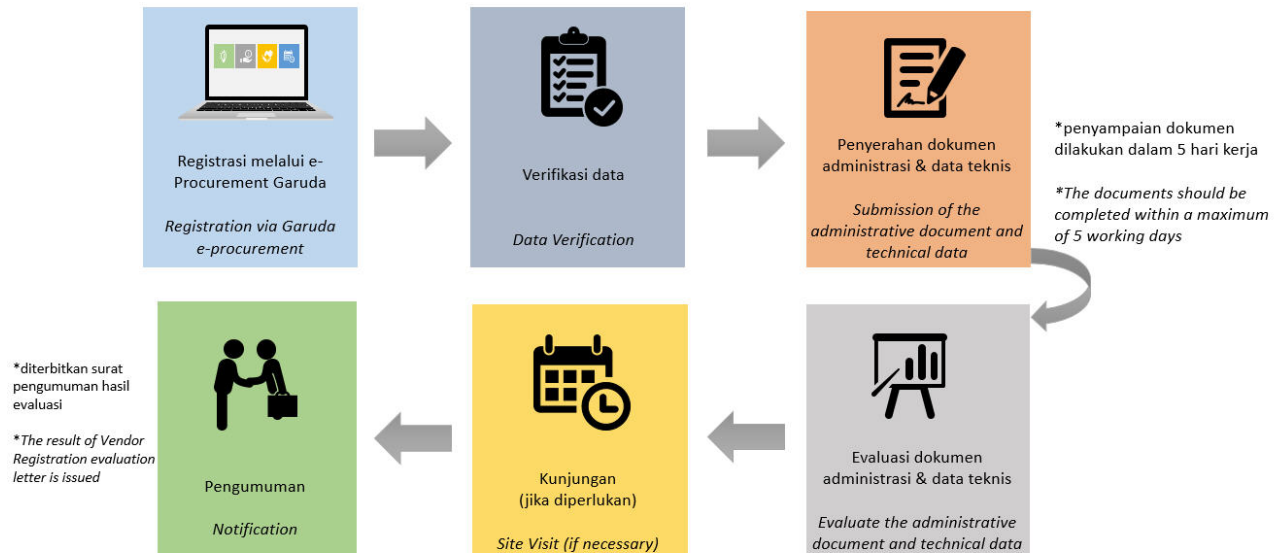 Registrasi melalui e-
Procurement Garuda
Registration via Garuda
e-procurement
Verifikasi data
Data Verification
Penyerahan dokumen
administrasi & data teknis
Submission of the
administrative document and
technical data
*penyampaian dokumen
dilakukan dalam 5 hari kerja
*The documents should be
completed within a maximum
of 5 working days
Evaluasi dokumen
administrasi & data teknis
Evaluate the administrative
document and technical data
Kunjungan
(jika diperlukan)
Site Visit (if necessary)
Pengumuman
Notification
*diterbitkan surat
pengumuman hasil
evaluasi
*The result of Vendor
Registration evaluation
letter is issued